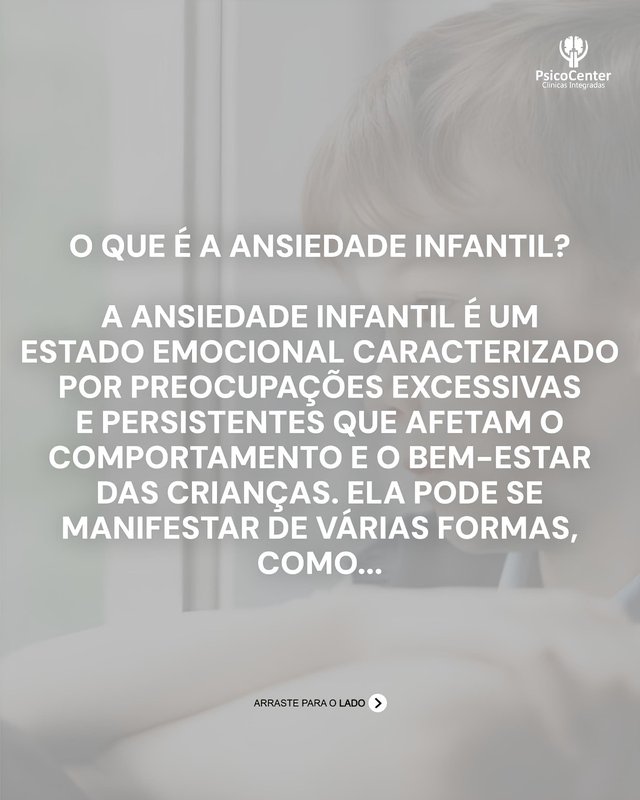 PsicoCenter
Clínicas Integradas
O QUE É A ANSIEDADE INFANTIL?
A ANSIEDADE INFANTIL É UM
ESTADO EMOCIONAL CARACTERIZADO
POR PREOCUPAÇÕES EXCESSIVAS
E PERSISTENTES QUE AFETAM O
COMPORTAMENTO E O BEM-ESTAR
DAS CRIANÇAS. ELA PODE SE
MANIFESTAR DE VÁRIAS FORMAS,
COMO...
ARRASTE PARA O LADO